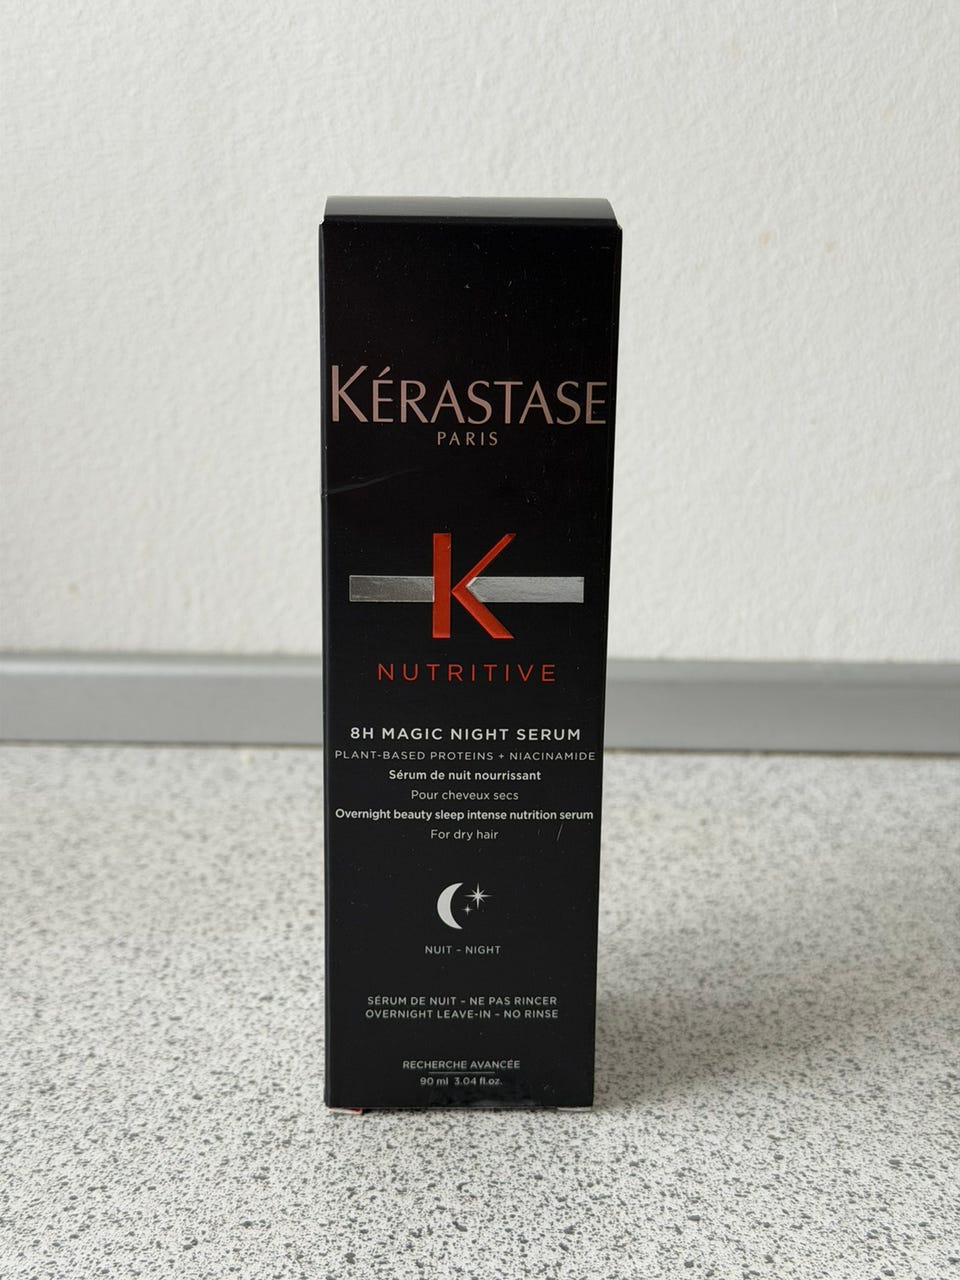 KÉRASTASE
PARIS
K
NUTRITIVE
8H MAGIC NIGHT SERUM
PLANT-BASED PROTEINS + NIACINAMIDE
Sérum de nuit nourrissant
Pour cheveux secs
Overnight beauty sleep intense nutrition serum
For dry hair
NUIT - NIGHT
SÉRUM DE NUIT - NE PAS RINCER
OVERNIGHT LEAVE-IN - NO RINSE
RECHERCHE AVANCÉE
90 ml 3.04 fl.oz.